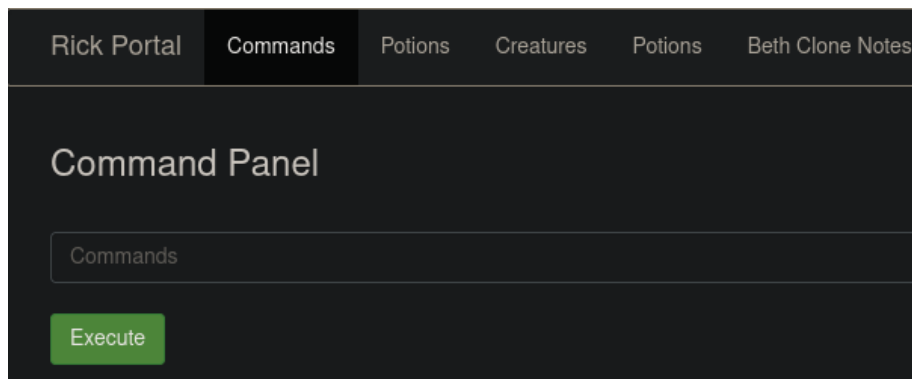 Rick Portal Commands Potions Creatures Potions Beth Clone Notes
Command Panel
Commands
Execute